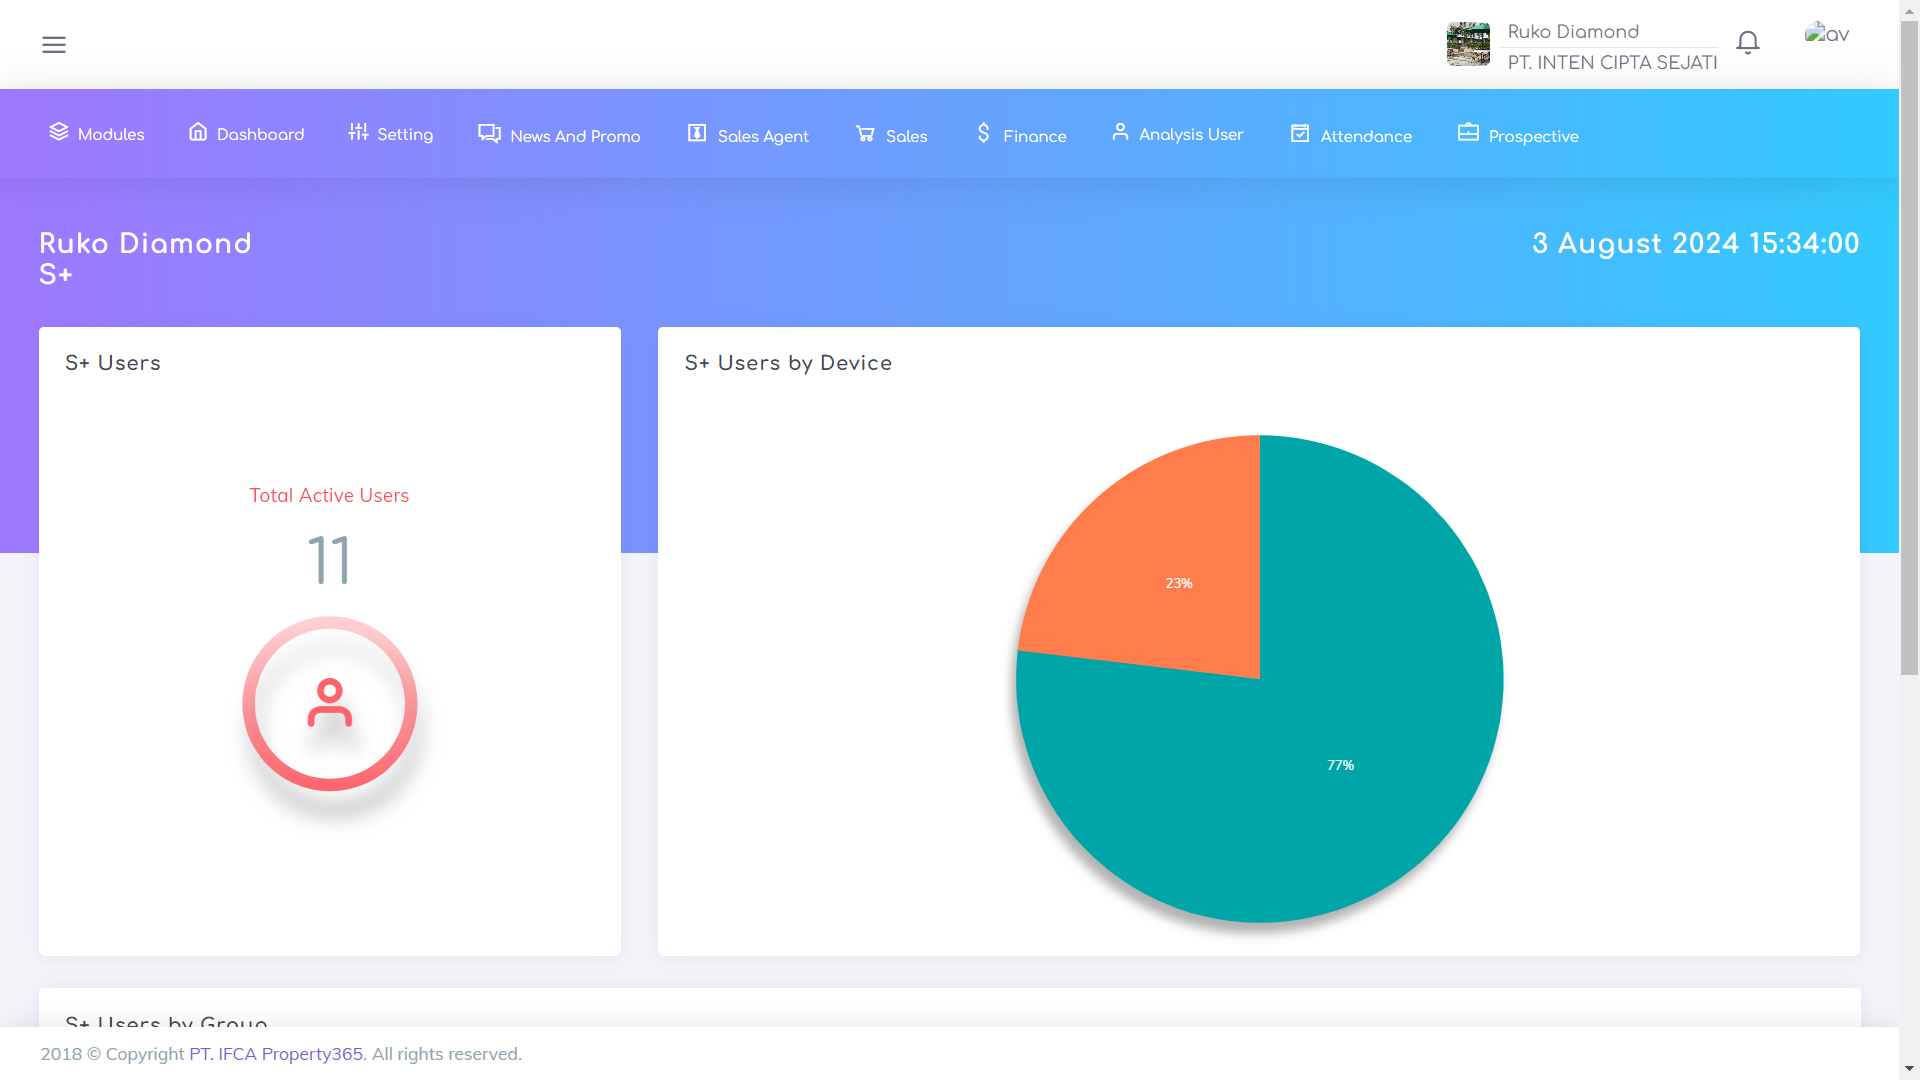 Ruko Diamond
PT. INTEN CIPTA SEJATI
av
Modules
Dashboard
Setting
News And Promo
Sales Agent
Sales
Finance
Analysis User
Attendance
Prospective
Ruko Diamond
S+
3 August 2024 15:34:00
S+ Users
Total Active Users
11
S+ Users by Device
23%
77%
S+ Users by Group
2018 © Copyright PT. IFCA Property365. All rights reserved.